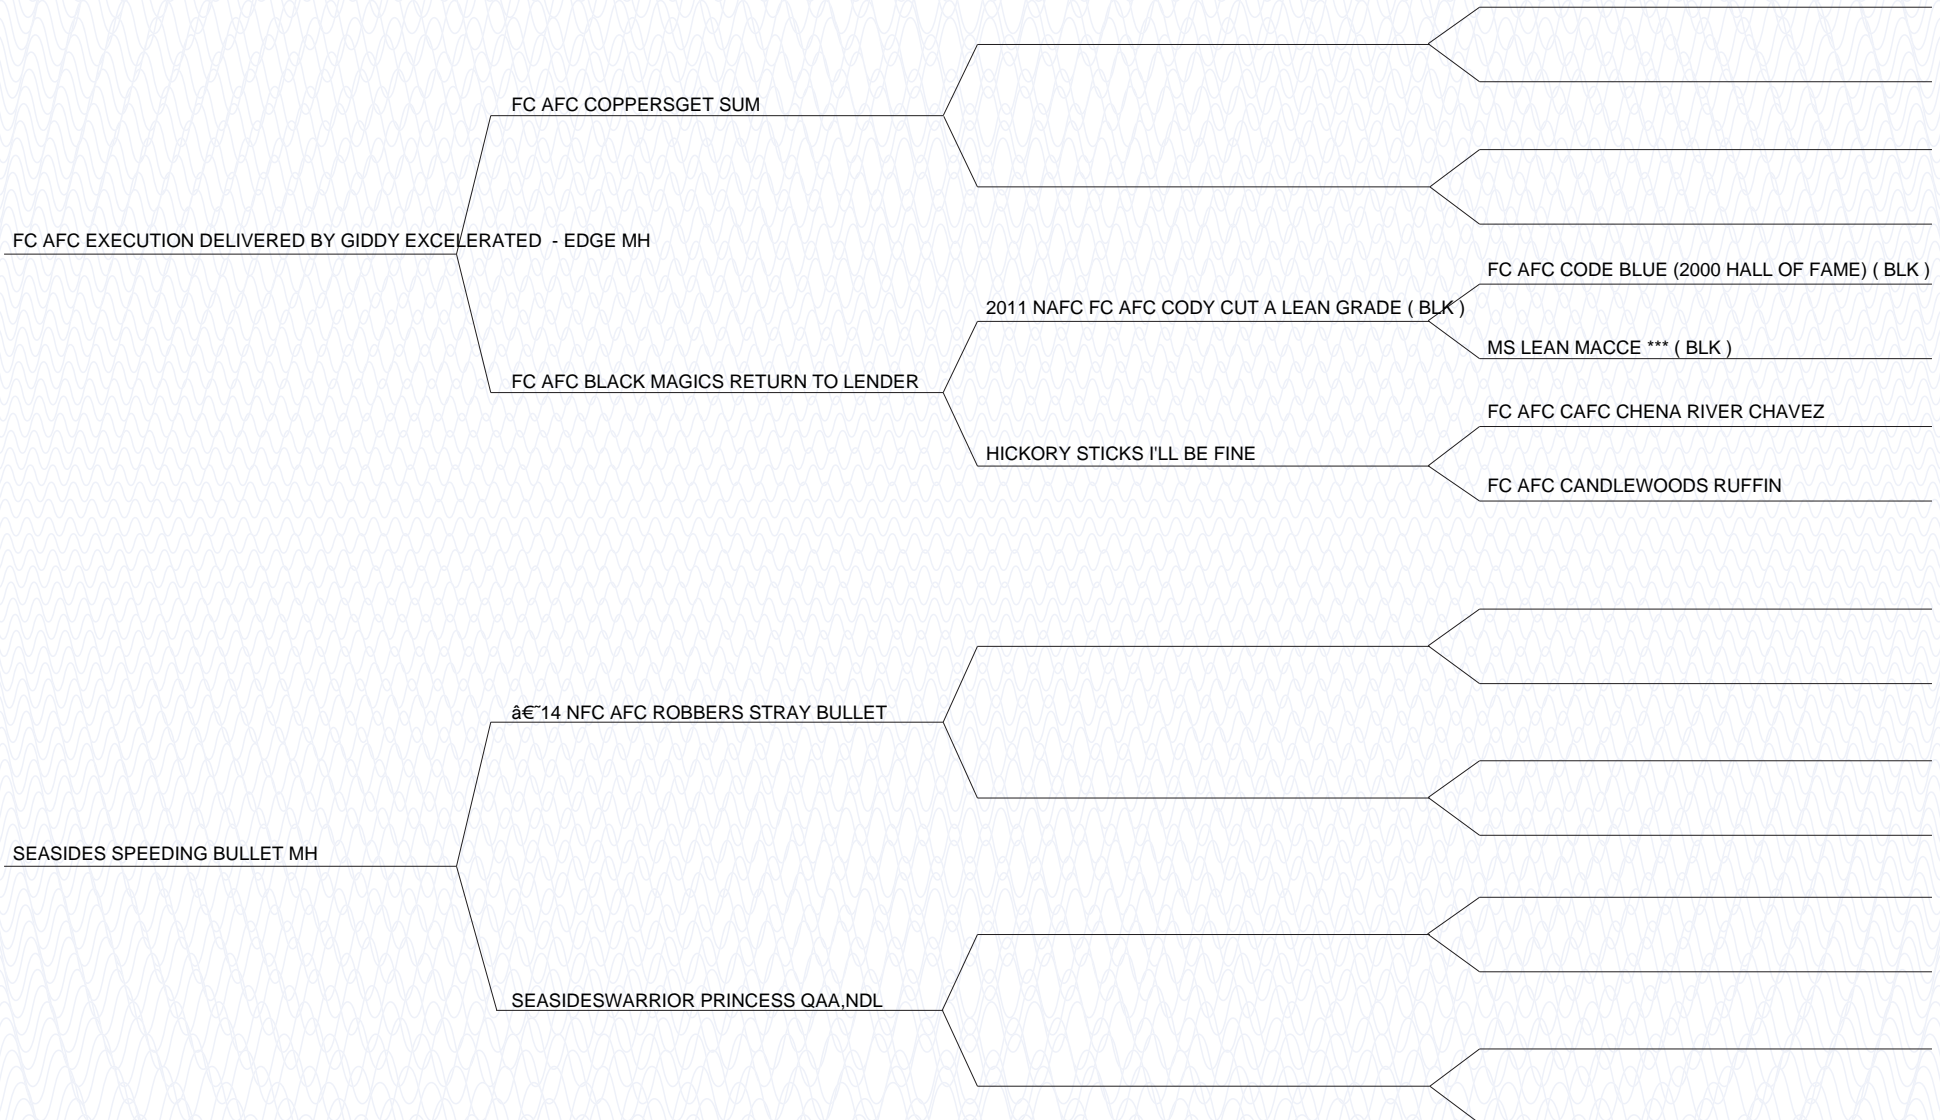 FC AFC COPPERSGET SUM
FC AFC EXECUTION DELIVERED BY GIDDY EXCELERATED  - EDGE MH
FC AFC CODE BLUE (2000 HALL OF FAME) ( BLK )
2011 NAFC FC AFC CODY CUT A LEAN GRADE ( BLK )
MS LEAN MACCE *** ( BLK )
FC AFC BLACK MAGICS RETURN TO LENDER
FC AFC CAFC CHENA RIVER CHAVEZ
HICKORY STICKS I'LL BE FINE
FC AFC CANDLEWOODS RUFFIN
â€˜14 NFC AFC ROBBERS STRAY BULLET
SEASIDES SPEEDING BULLET MH
SEASIDESWARRIOR PRINCESS QAA,NDL